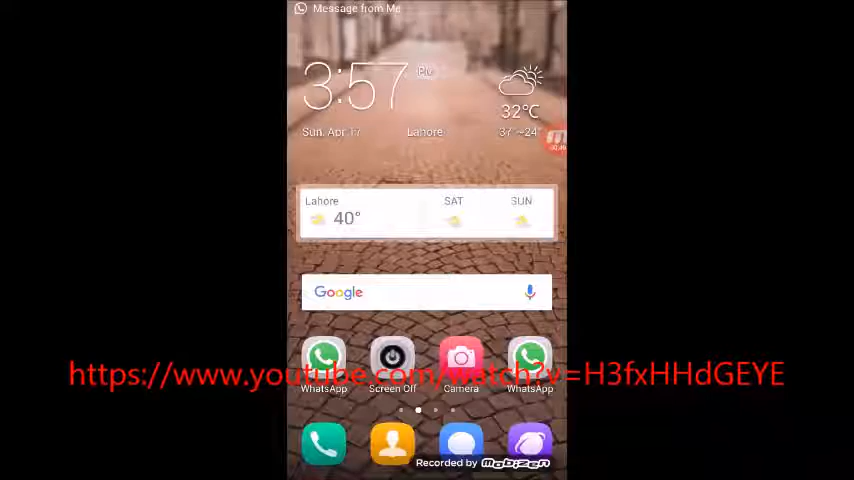 Message from Me
3:57 PM
32°C
Sun, Apr 17 Lahore 37°~24°
Lahore SAT SUN
40°
Google
https://www.youtube.com/watch?v=H3fxHHdGEYE
WhatsApp Screen Off Camera WhatsApp
Recorded by mobizen